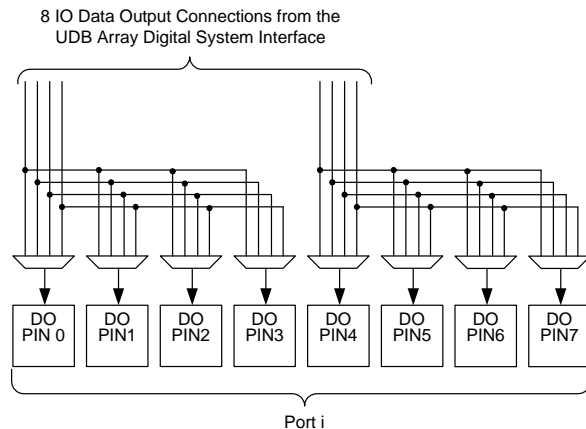 8 IO Data Output Connections from the
UDB Array Digital System Interface
DO
PIN 0
DO
PIN1
DO
PIN2
DO
PIN3
DO
PIN4
DO
PIN5
DO
PIN6
DO
PIN7
Port i